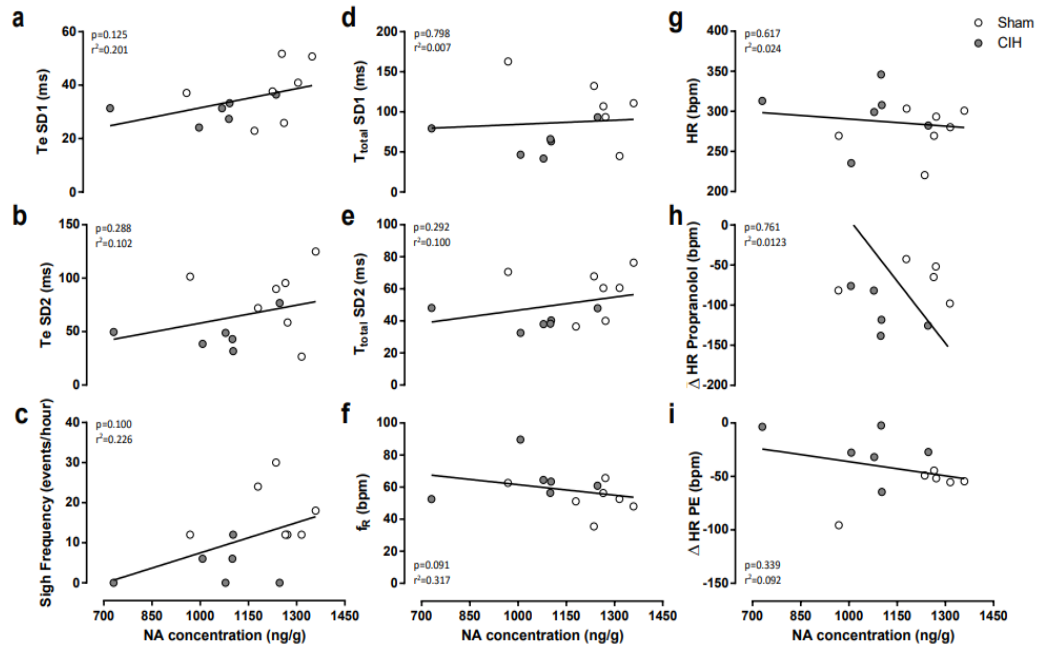 a
p=0.125
r²=0.201
60
40
20
0
Te SD1 (ms)
d
p=0.798
r²=0.007
200
150
100
50
0
Ttotal SD1 (ms)
g
p=0.617
r²=0.024
350
300
250
200
HR (bpm)
Sham
CIH
b
p=0.288
r²=0.102
150
100
50
0
Te SD2 (ms)
e
p=0.292
r²=0.100
100
80
60
40
20
0
Ttotal SD2 (ms)
h
p=0.761
r²=0.0123
0
-50
-100
-150
-200
Δ HR Propranolol (bpm)
c
p=0.100
r²=0.226
40
30
20
10
0
Sigh Frequency (events/hour)
700 850 1000 1150 1300 1450
NA concentration (ng/g)
f
100
80
60
40
20
0
fR (bpm)
p=0.091
r²=0.317
700 850 1000 1150 1300 1450
NA concentration (ng/g)
i
0
-50
-100
-150
Δ HR PE (bpm)
p=0.339
r²=0.092
700 850 1000 1150 1300 1450
NA concentration (ng/g)